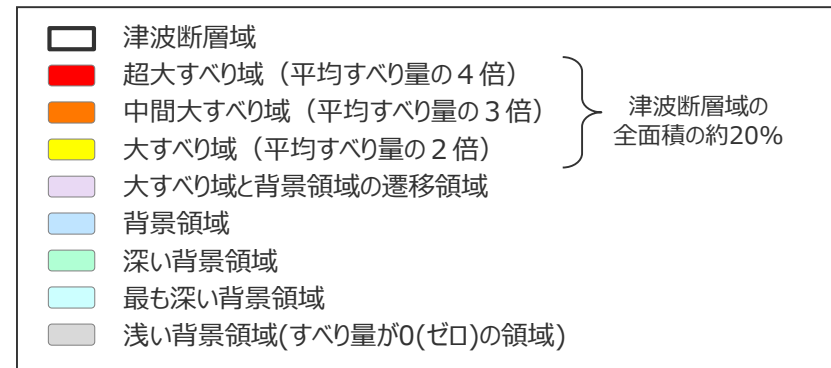 津波断層域
超大すべり域（平均すべり量の４倍）
中間大すべり域（平均すべり量の３倍）
大すべり域（平均すべり量の２倍）
津波断層域の
全面積の約20%
大すべり域と背景領域の遷移領域
背景領域
深い背景領域
最も深い背景領域
浅い背景領域(すべり量が0(ゼロ)の領域)